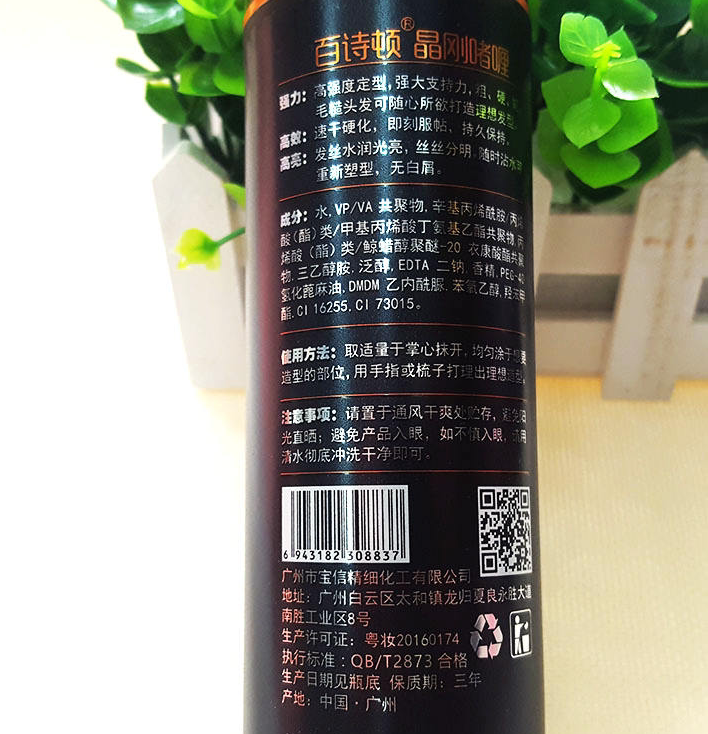 百诗顿® 晶刚啫喱
强力：高强度定型，强大支持力，粗、硬、
毛糙头发可随心所欲打造理想发型。
高效：速干硬化，即刻服帖、持久保持。
高亮：发丝水润光亮，丝丝分明，随时沾水可
重新塑型，无白屑。
成分：水，VP/VA 共聚物，辛基丙烯酰胺/丙烯
酸（酯）类/甲基丙烯酸丁氨基乙酯共聚物，丙
烯酸（酯）类/鲸蜡醇聚醚-20 衣康酸酯共聚
物，三乙醇胺，泛醇，EDTA 二钠，香精，PEG-40
氢化蓖麻油，DMDM 乙内酰脲，苯氧乙醇，羟苯甲
酯，CI 16255，CI 73015。
使用方法：取适量于掌心抹开，均匀涂于想要
造型的部位，用手指或梳子打理出理想造型。
注意事项：请置于通风干爽处贮存，避免阳
光直晒；避免产品入眼，如不慎入眼，请用
清水彻底冲洗干净即可。
6 943182 308837
广州市宝信精细化工有限公司
地址：广州白云区太和镇龙归夏良永胜大道
南胜工业区8号
生产许可证：粤妆20160174
执行标准：QB/T2873 合格
生产日期见瓶底 保质期：三年
产地：中国·广州